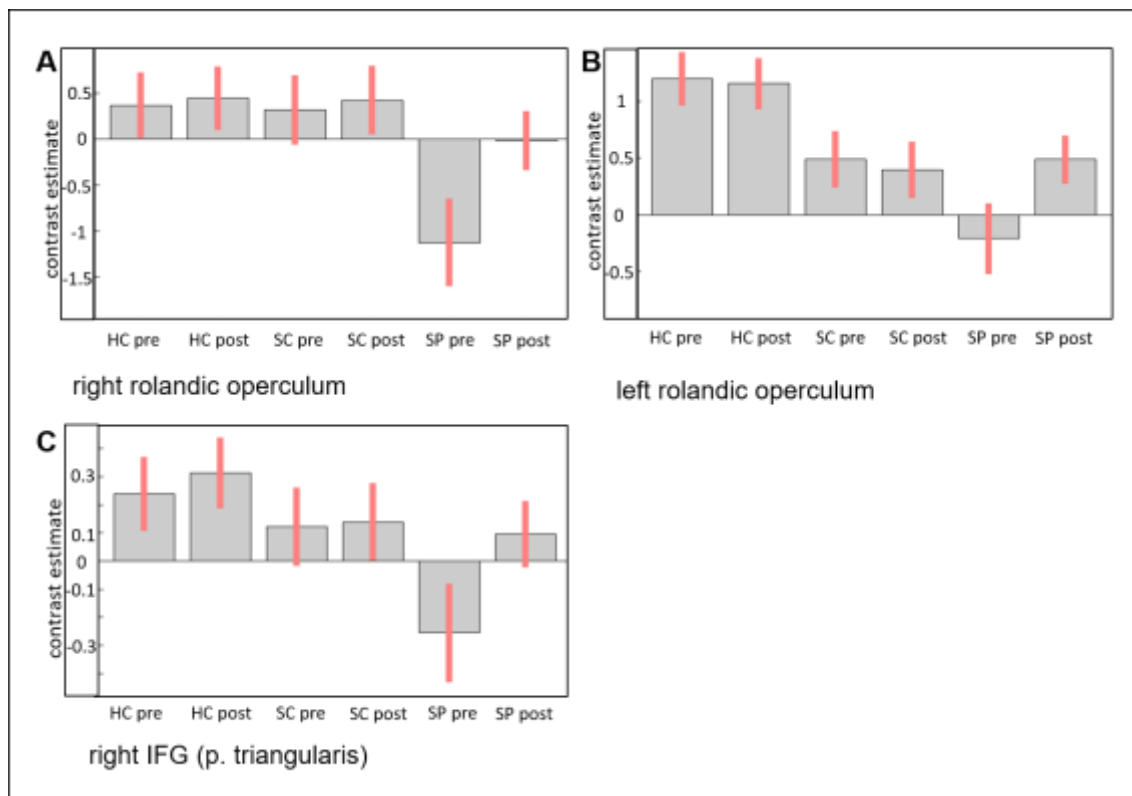 A
contrast estimate
0.5
0
-0.5
-1
-1.5
HC pre HC post SC pre SC post SP pre SP post
right rolandic operculum
B
contrast estimate
1
0.5
0
-0.5
HC pre HC post SC pre SC post SP pre SP post
left rolandic operculum
C
contrast estimate
0.3
0.1
0
-0.1
-0.3
HC pre HC post SC pre SC post SP pre SP post
right IFG (p. triangularis)